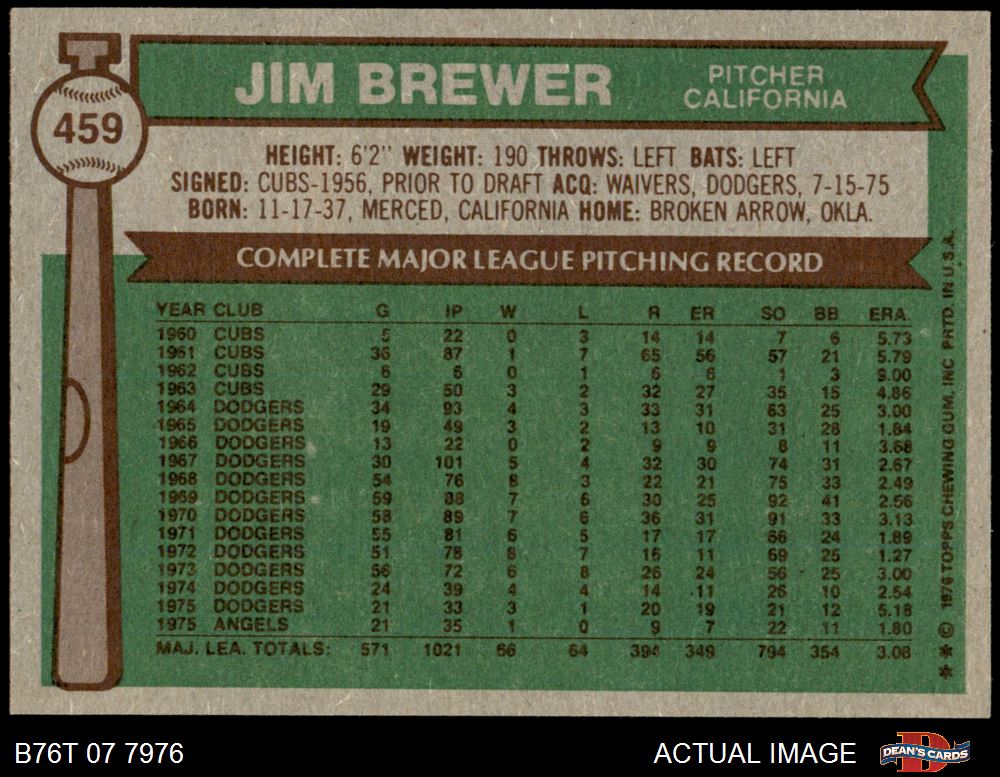 459
JIM BREWER
PITCHER
CALIFORNIA
HEIGHT: 6'2" WEIGHT: 190 THROWS: LEFT BATS: LEFT
SIGNED: CUBS-1956, PRIOR TO DRAFT ACQ: WAIVERS, DODGERS, 7-15-75
BORN: 11-17-37, MERCED, CALIFORNIA HOME: BROKEN ARROW, OKLA.
COMPLETE MAJOR LEAGUE PITCHING RECORD
YEAR CLUB G IP W L R ER SO BB ERA
1960 CUBS 5 22 0 3 14 14 7 6 5.73
1961 CUBS 36 87 1 7 65 56 57 21 5.79
1962 CUBS 6 6 0 1 6 6 1 3 9.00
1963 CUBS 29 50 3 2 32 27 35 15 4.86
1964 DODGERS 34 93 4 3 33 31 63 25 3.00
1965 DODGERS 19 49 3 2 13 10 31 28 1.84
1966 DODGERS 13 22 0 2 9 9 8 11 3.68
1967 DODGERS 30 101 5 4 32 30 74 31 2.67
1968 DODGERS 54 76 8 3 22 21 75 33 2.49
1969 DODGERS 59 88 7 6 30 25 92 41 2.56
1970 DODGERS 58 89 7 6 36 31 91 33 3.13
1971 DODGERS 55 81 6 5 17 17 66 24 1.89
1972 DODGERS 51 78 8 7 16 11 69 25 1.27
1973 DODGERS 56 72 6 8 26 24 56 25 3.00
1974 DODGERS 24 39 4 4 14 11 26 10 2.54
1975 DODGERS 21 33 3 1 20 19 21 12 5.18
1975 ANGELS 21 35 1 0 9 7 22 11 1.80
MAJ. LEA. TOTALS: 571 1021 66 64 394 349 794 354 3.08
** © 1976 TOPPS CHEWING GUM, INC. PRTD. IN U.S.A.
B76T 07 7976
ACTUAL IMAGE
D
DEAN'S CARDS